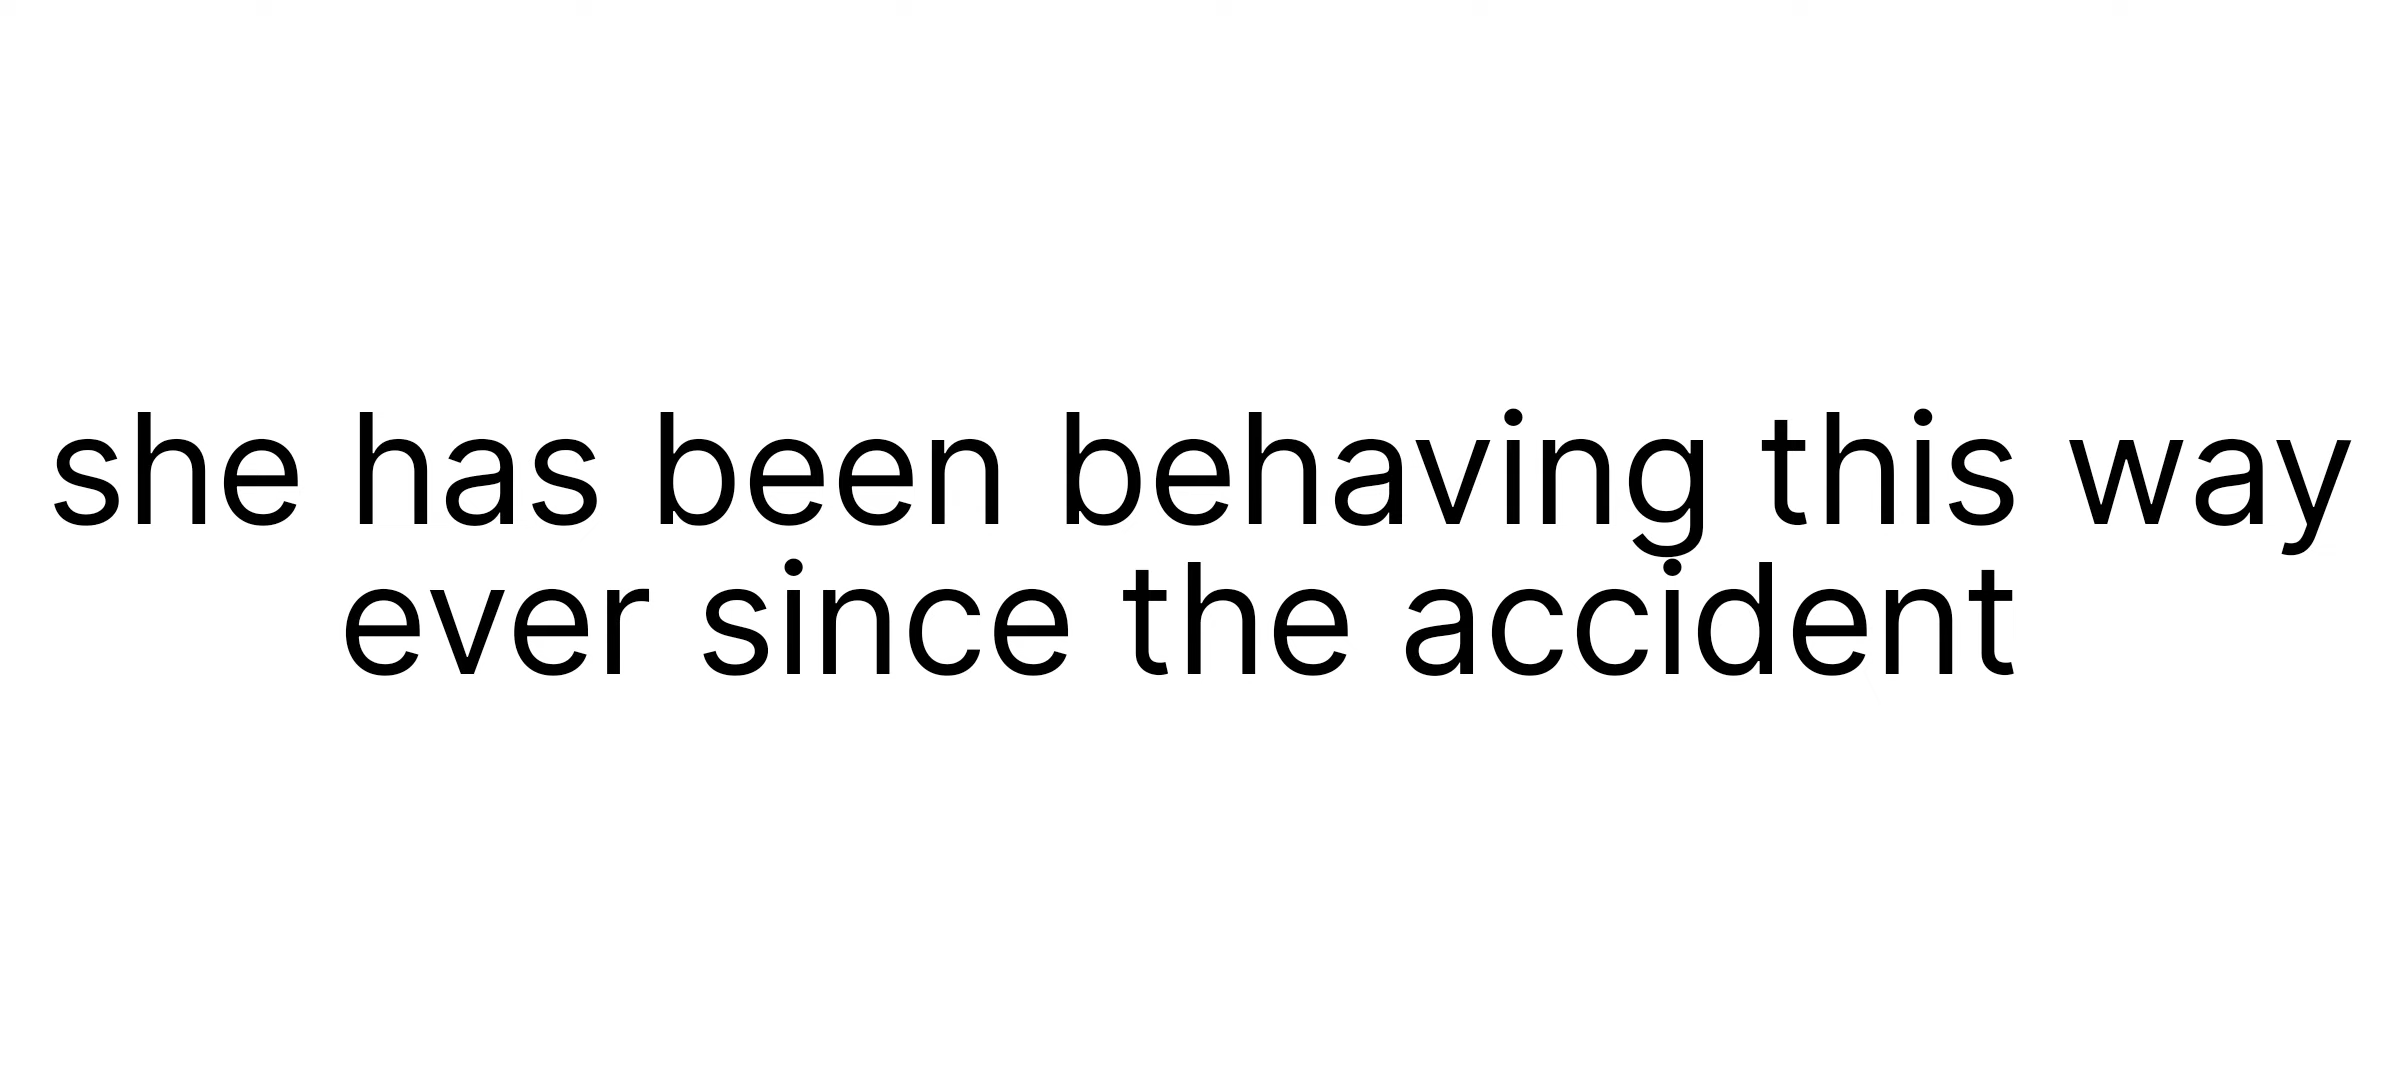 she has been behaving this way
ever since the accident